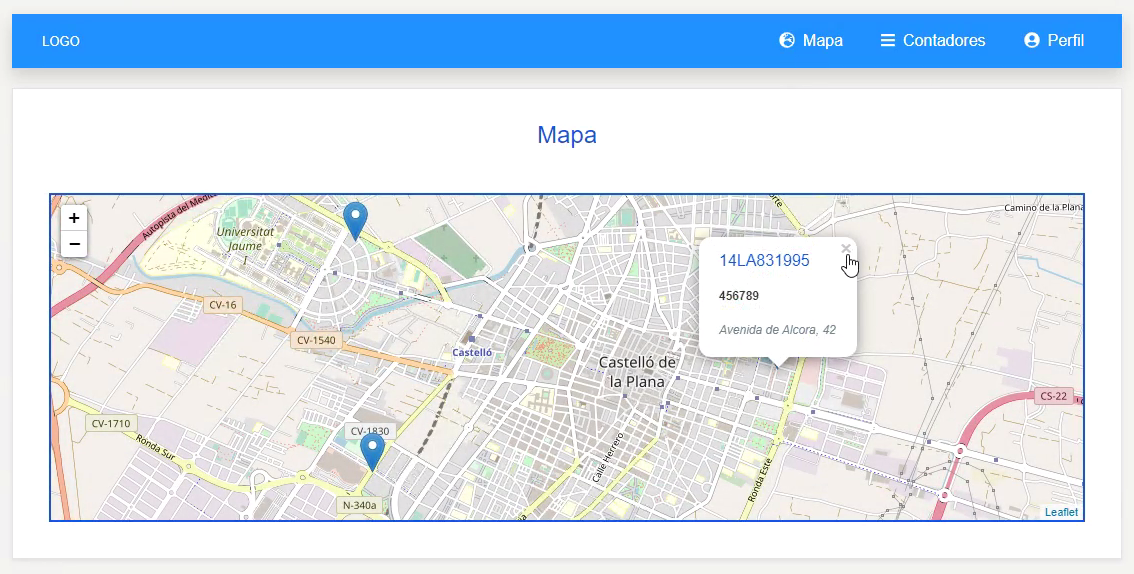 LOGO
Mapa
Contadores
Perfil
Mapa
+
−
Autopista del Medite
Universitat
Jaume
I
orte
Camino de la Plana
×
14LA831995
456789
Avenida de Alcora, 42
CV-16
CV-1540
Castelló
Castelló de
la Plana
CS-22
CV-1710
CV-1830
Ronda Sur
Calle Herrero
Ronda Este
N-340a
Leaflet